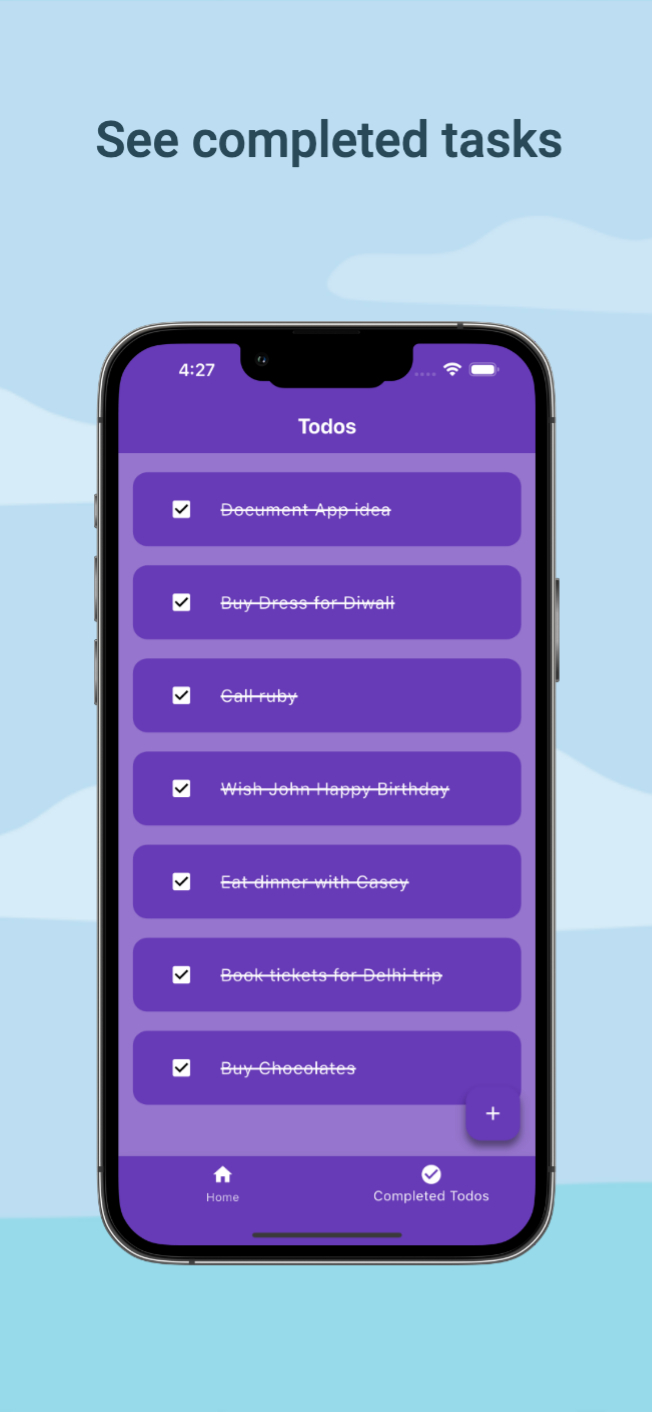 See completed tasks
4:27
Todos
Document App idea
Buy Dress for Diwali
Call ruby
Wish John Happy Birthday
Eat dinner with Casey
Book tickets for Delhi trip
Buy Chocolates
+
Home
Completed Todos